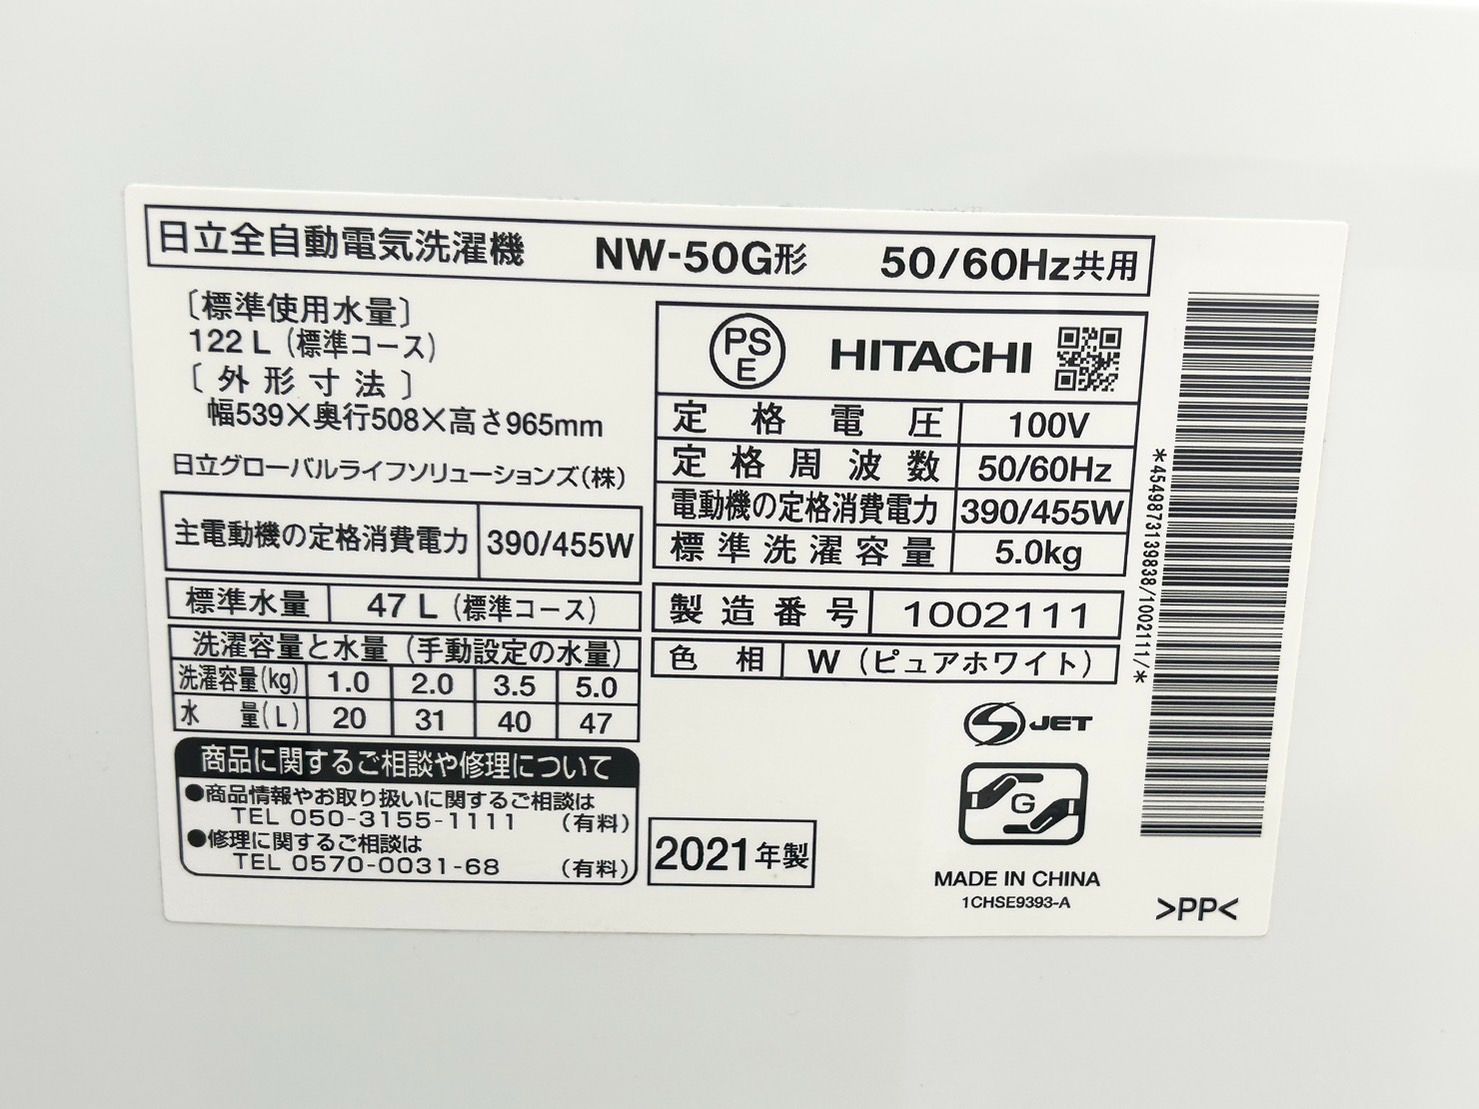 日立全自動電気洗濯機 NW-50G形 50/60Hz共用
〔標準使用水量〕
122 L (標準コース)
〔外形寸法〕
幅539×奥行508×高さ965mm
日立グローバルライフソリューションズ(株)
主電動機の定格消費電力 390/455W
標準水量 47 L (標準コース)
洗濯容量と水量 (手動設定の水量)
洗濯容量(kg) 1.0 2.0 3.5 5.0
水 量(L) 20 31 40 47
商品に関するご相談や修理について
●商品情報やお取り扱いに関するご相談は
TEL 050-3155-1111 (有料)
●修理に関するご相談は
TEL 0570-0031-68 (有料)
PS
E
HITACHI
定格電圧 100V
定格周波数 50/60Hz
電動機の定格消費電力 390/455W
標準洗濯容量 5.0kg
製造番号 1002111
色相 W (ピュアホワイト)
S JET
G
2021年製
MADE IN CHINA
1CHSE9393-A
>PP<
*4549873139838/1002111/*